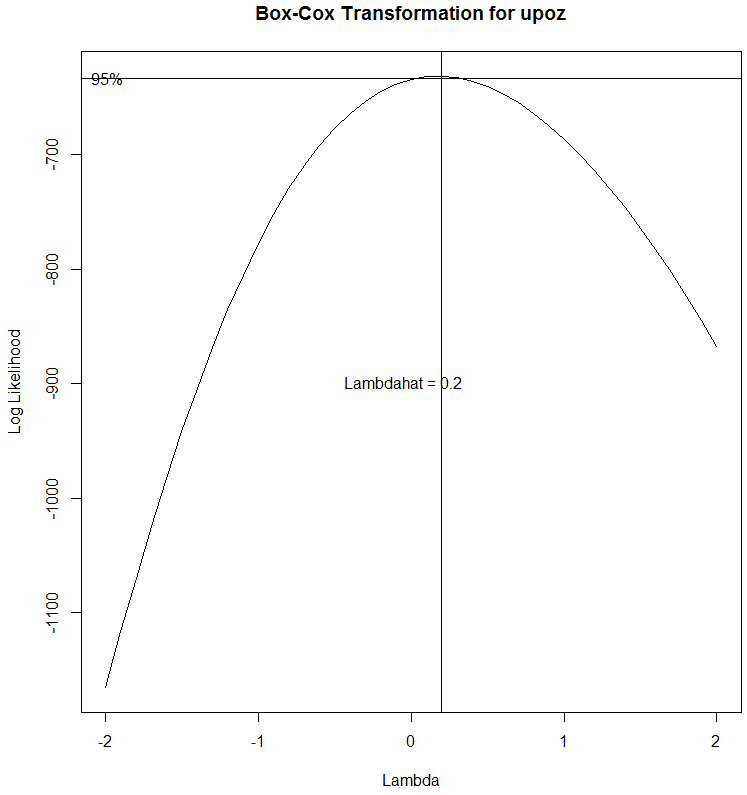 Box-Cox Transformation for upoz
95%
-700
-800
-900
-1000
-1100
Log Likelihood
Lambdahat = 0.2
-2 -1 0 1 2
Lambda